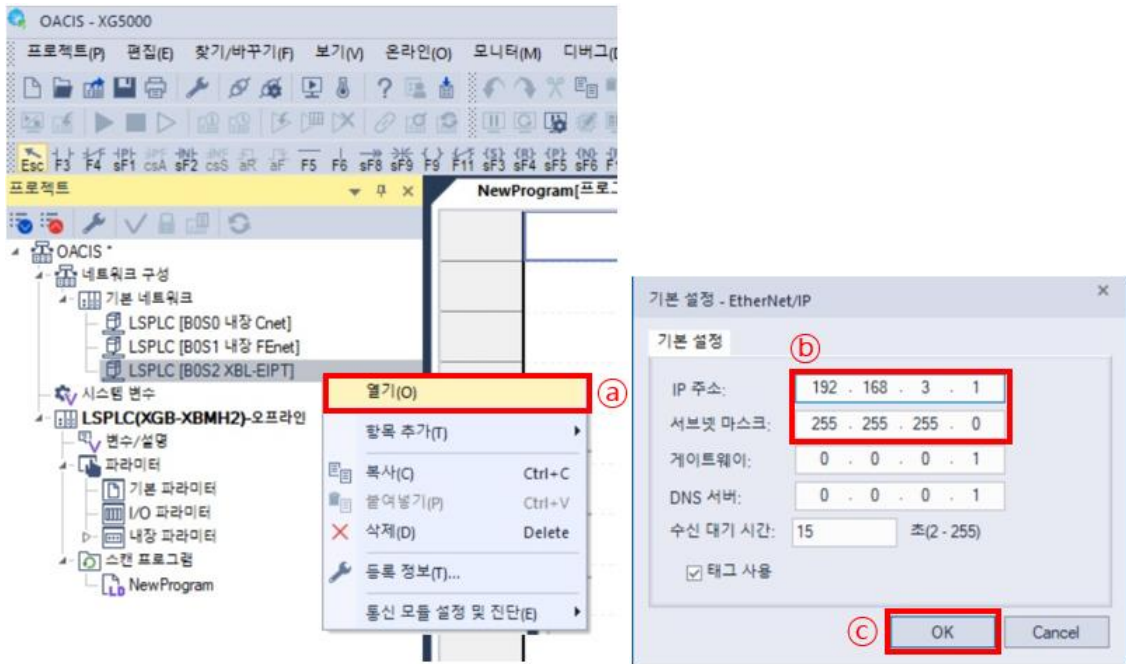 OACIS - XG5000
프로젝트(P) 편집(E) 찾기/바꾸기(F) 보기(V) 온라인(O) 모니터(M) 디버그(D
Esc F3 F4 sF1 csA sF2 csS aR aF F5 F6 sF8 sF9 F9 F11 sF3 sF4 sF5 sF6
프로젝트
NewProgram[프로그
OACIS *
네트워크 구성
기본 네트워크
LSPLC [B0S0 내장 Cnet]
LSPLC [B0S1 내장 FEnet]
LSPLC [B0S2 XBL-EIPT]
시스템 변수
LSPLC(XGB-XBMH2)-오프라인
변수/설명
파라미터
기본 파라미터
I/O 파라미터
내장 파라미터
스캔 프로그램
NewProgram
열기(O)
ⓐ
항목 추가(T)
복사(C) Ctrl+C
붙여넣기(P) Ctrl+V
삭제(D) Delete
등록 정보(T)...
통신 모듈 설정 및 진단(E)
기본 설정 - EtherNet/IP
기본 설정
ⓑ
IP 주소: 192 . 168 . 3 . 1
서브넷 마스크: 255 . 255 . 255 . 0
게이트웨이: 0 . 0 . 0 . 1
DNS 서버: 0 . 0 . 0 . 1
수신 대기 시간: 15 초(2 - 255)
태그 사용
ⓒ OK Cancel